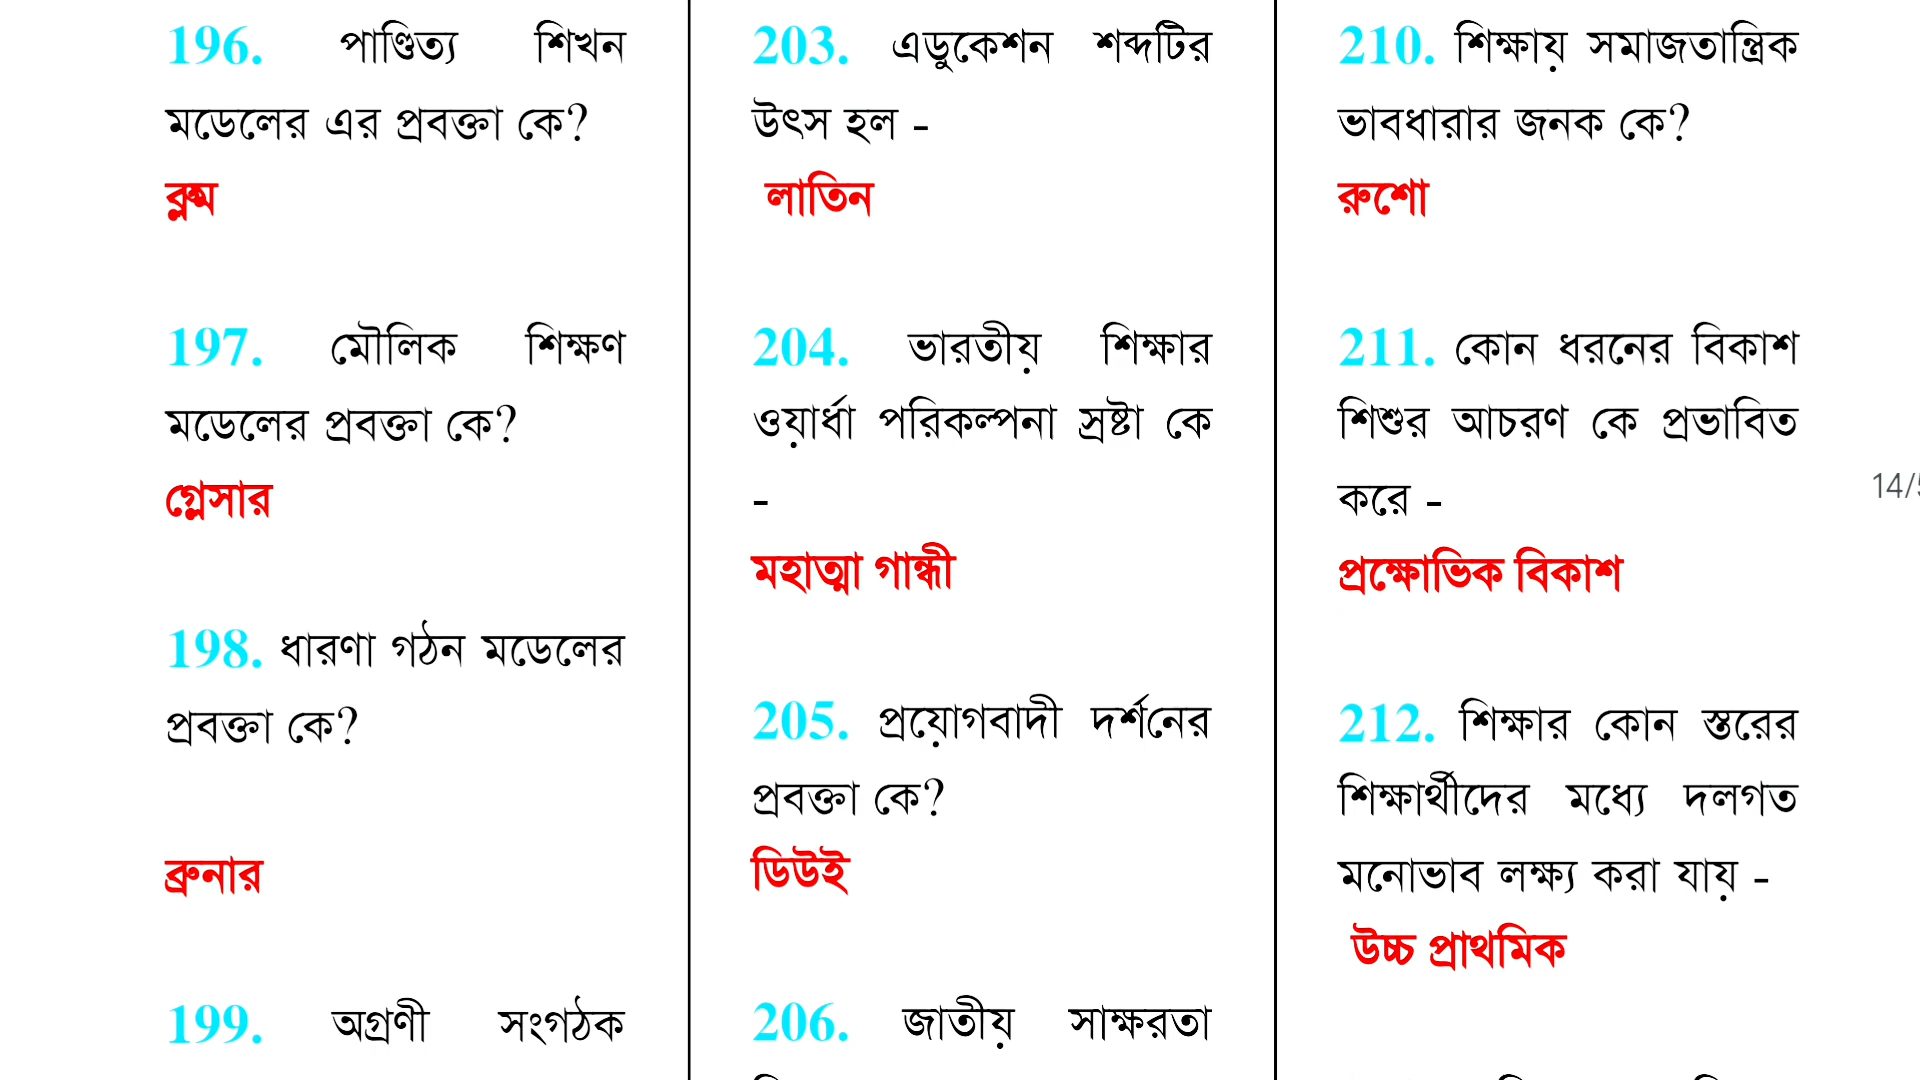 196. পাণ্ডিত্য শিখন
মডেলের এর প্রবক্তা কে?
ব্লুম
197. মৌলিক শিক্ষণ
মডেলের প্রবক্তা কে?
গ্লেসার
198. ধারণা গঠন মডেলের
প্রবক্তা কে?
ব্রুনার
199. অগ্রণী সংগঠক
203. এডুকেশন শব্দটির
উৎস হল -
লাতিন
204. ভারতীয় শিক্ষার
ওয়ার্ধা পরিকল্পনা স্রষ্টা কে
-
মহাত্মা গান্ধী
205. প্রয়োগবাদী দর্শনের
প্রবক্তা কে?
ডিউই
206. জাতীয় সাক্ষরতা
210. শিক্ষায় সমাজতান্ত্রিক
ভাবধারার জনক কে?
রুশো
211. কোন ধরনের বিকাশ
শিশুর আচরণ কে প্রভাবিত
করে -
প্রক্ষোভিক বিকাশ
212. শিক্ষার কোন স্তরের
শিক্ষার্থীদের মধ্যে দলগত
মনোভাব লক্ষ্য করা যায় -
উচ্চ প্রাথমিক
14/5